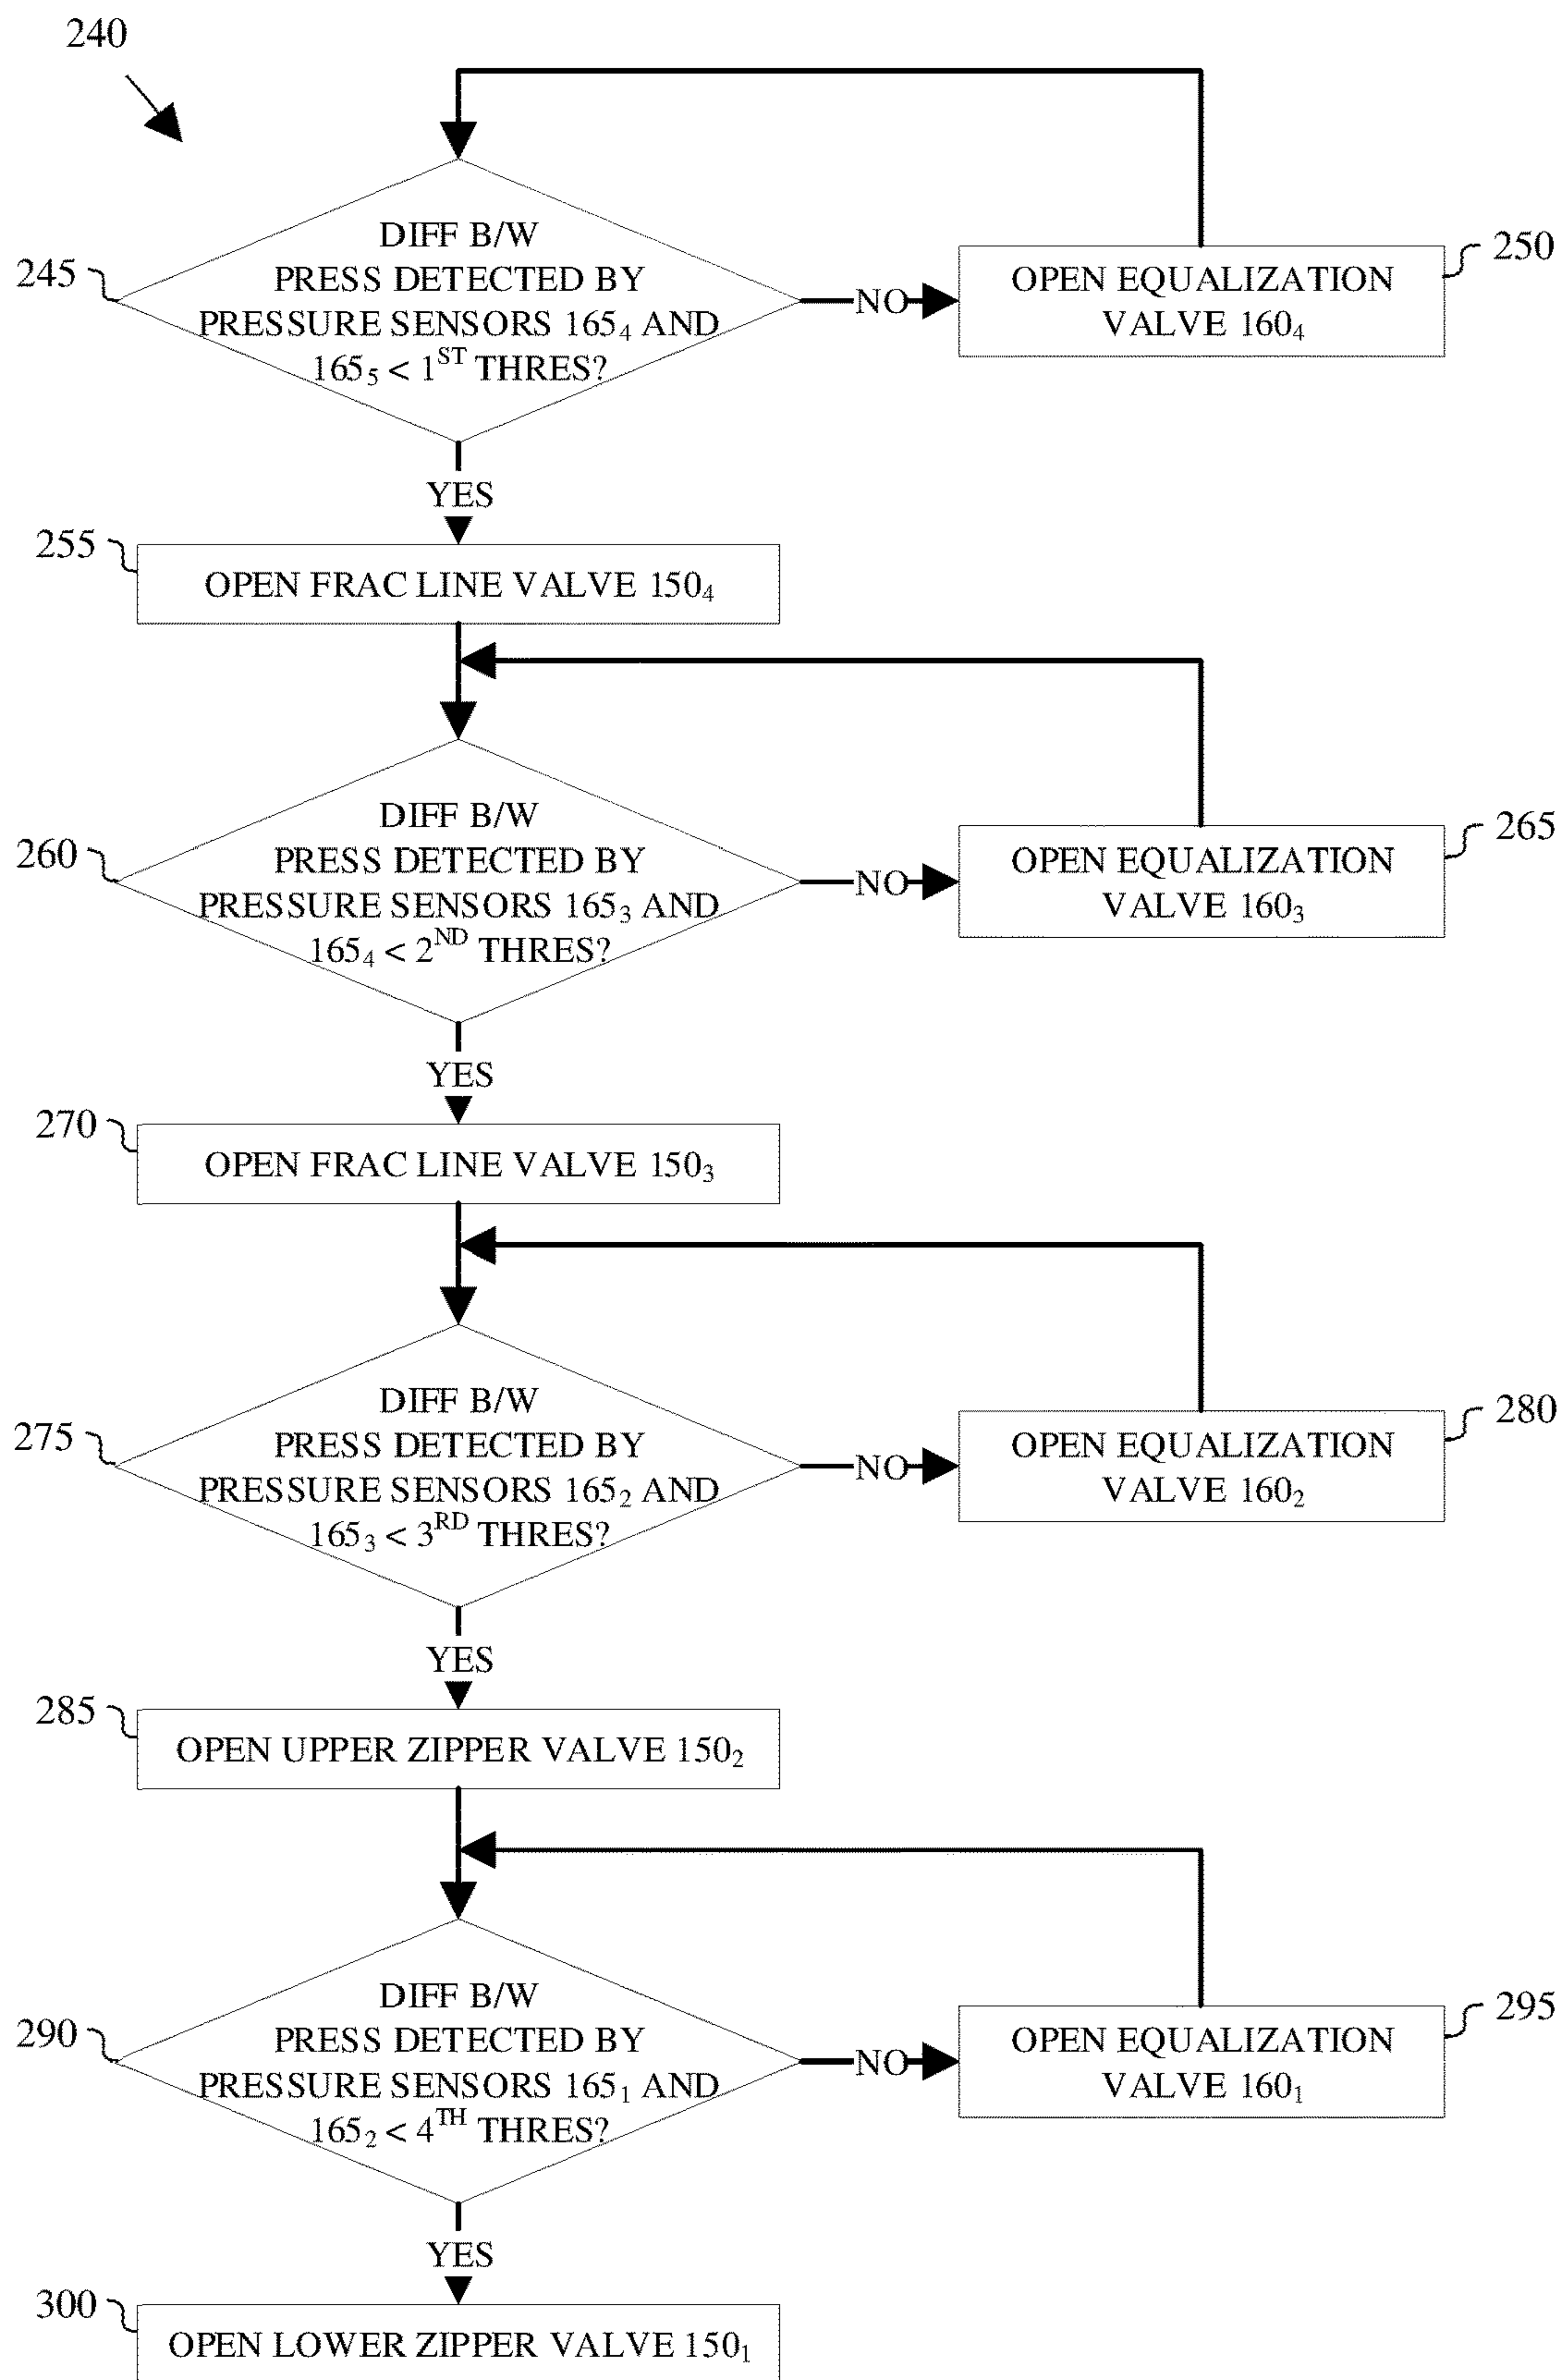 240
DIFF B/W
PRESS DETECTED BY
PRESSURE SENSORS 165₄ AND
165₅ < 1ˢᵀ THRES?
245
NO
OPEN EQUALIZATION
VALVE 160₄
250
YES
255
OPEN FRAC LINE VALVE 150₄
DIFF B/W
PRESS DETECTED BY
PRESSURE SENSORS 165₃ AND
165₄ < 2ᴺᴰ THRES?
260
NO
OPEN EQUALIZATION
VALVE 160₃
265
YES
270
OPEN FRAC LINE VALVE 150₃
DIFF B/W
PRESS DETECTED BY
PRESSURE SENSORS 165₂ AND
165₃ < 3ᴿᴰ THRES?
275
NO
OPEN EQUALIZATION
VALVE 160₂
280
YES
285
OPEN UPPER ZIPPER VALVE 150₂
DIFF B/W
PRESS DETECTED BY
PRESSURE SENSORS 165₁ AND
165₂ < 4ᵀᴴ THRES?
290
NO
OPEN EQUALIZATION
VALVE 160₁
295
YES
300
OPEN LOWER ZIPPER VALVE 150₁